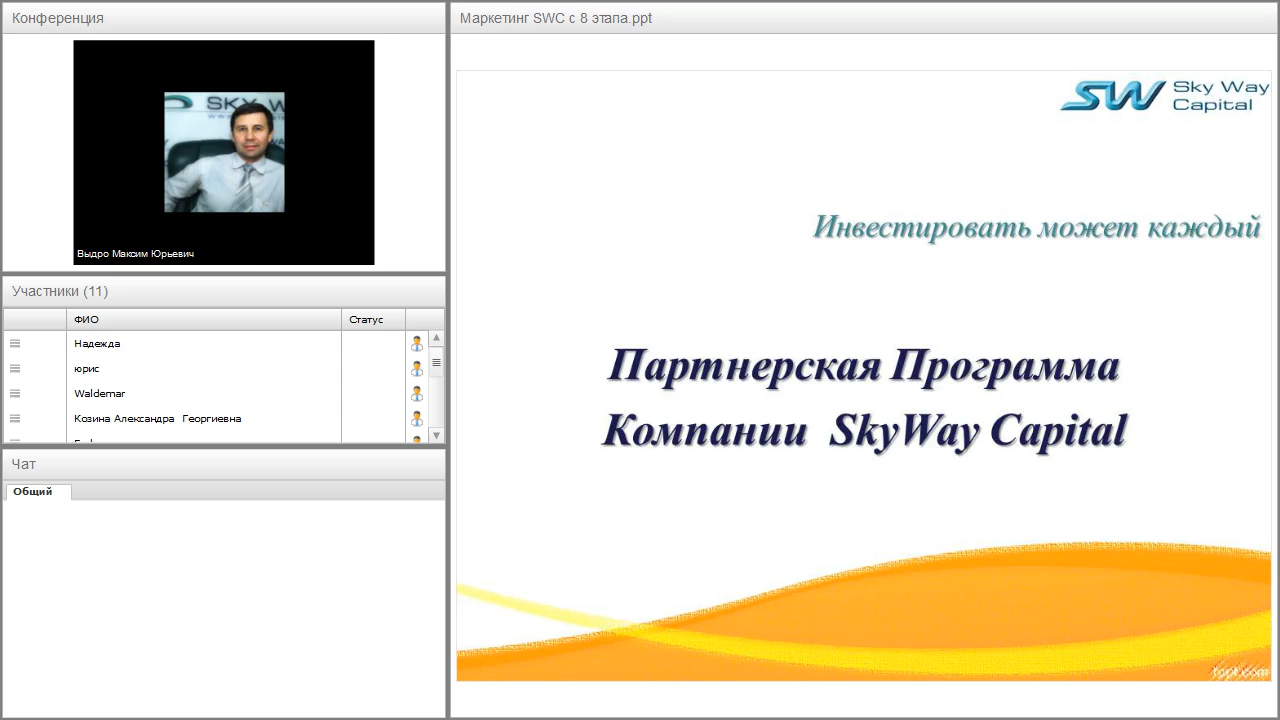 Конференция
Выдро Максим Юрьевич
Участники (11)
ФИО
Статус
Надежда
юрис
Waldemar
Козина Александра Георгиевна
Чат
Общий
Маркетинг SWC с 8 этапа.ppt
SW Sky Way
Capital
Инвестировать может каждый
Партнерская Программа
Компании SkyWay Capital